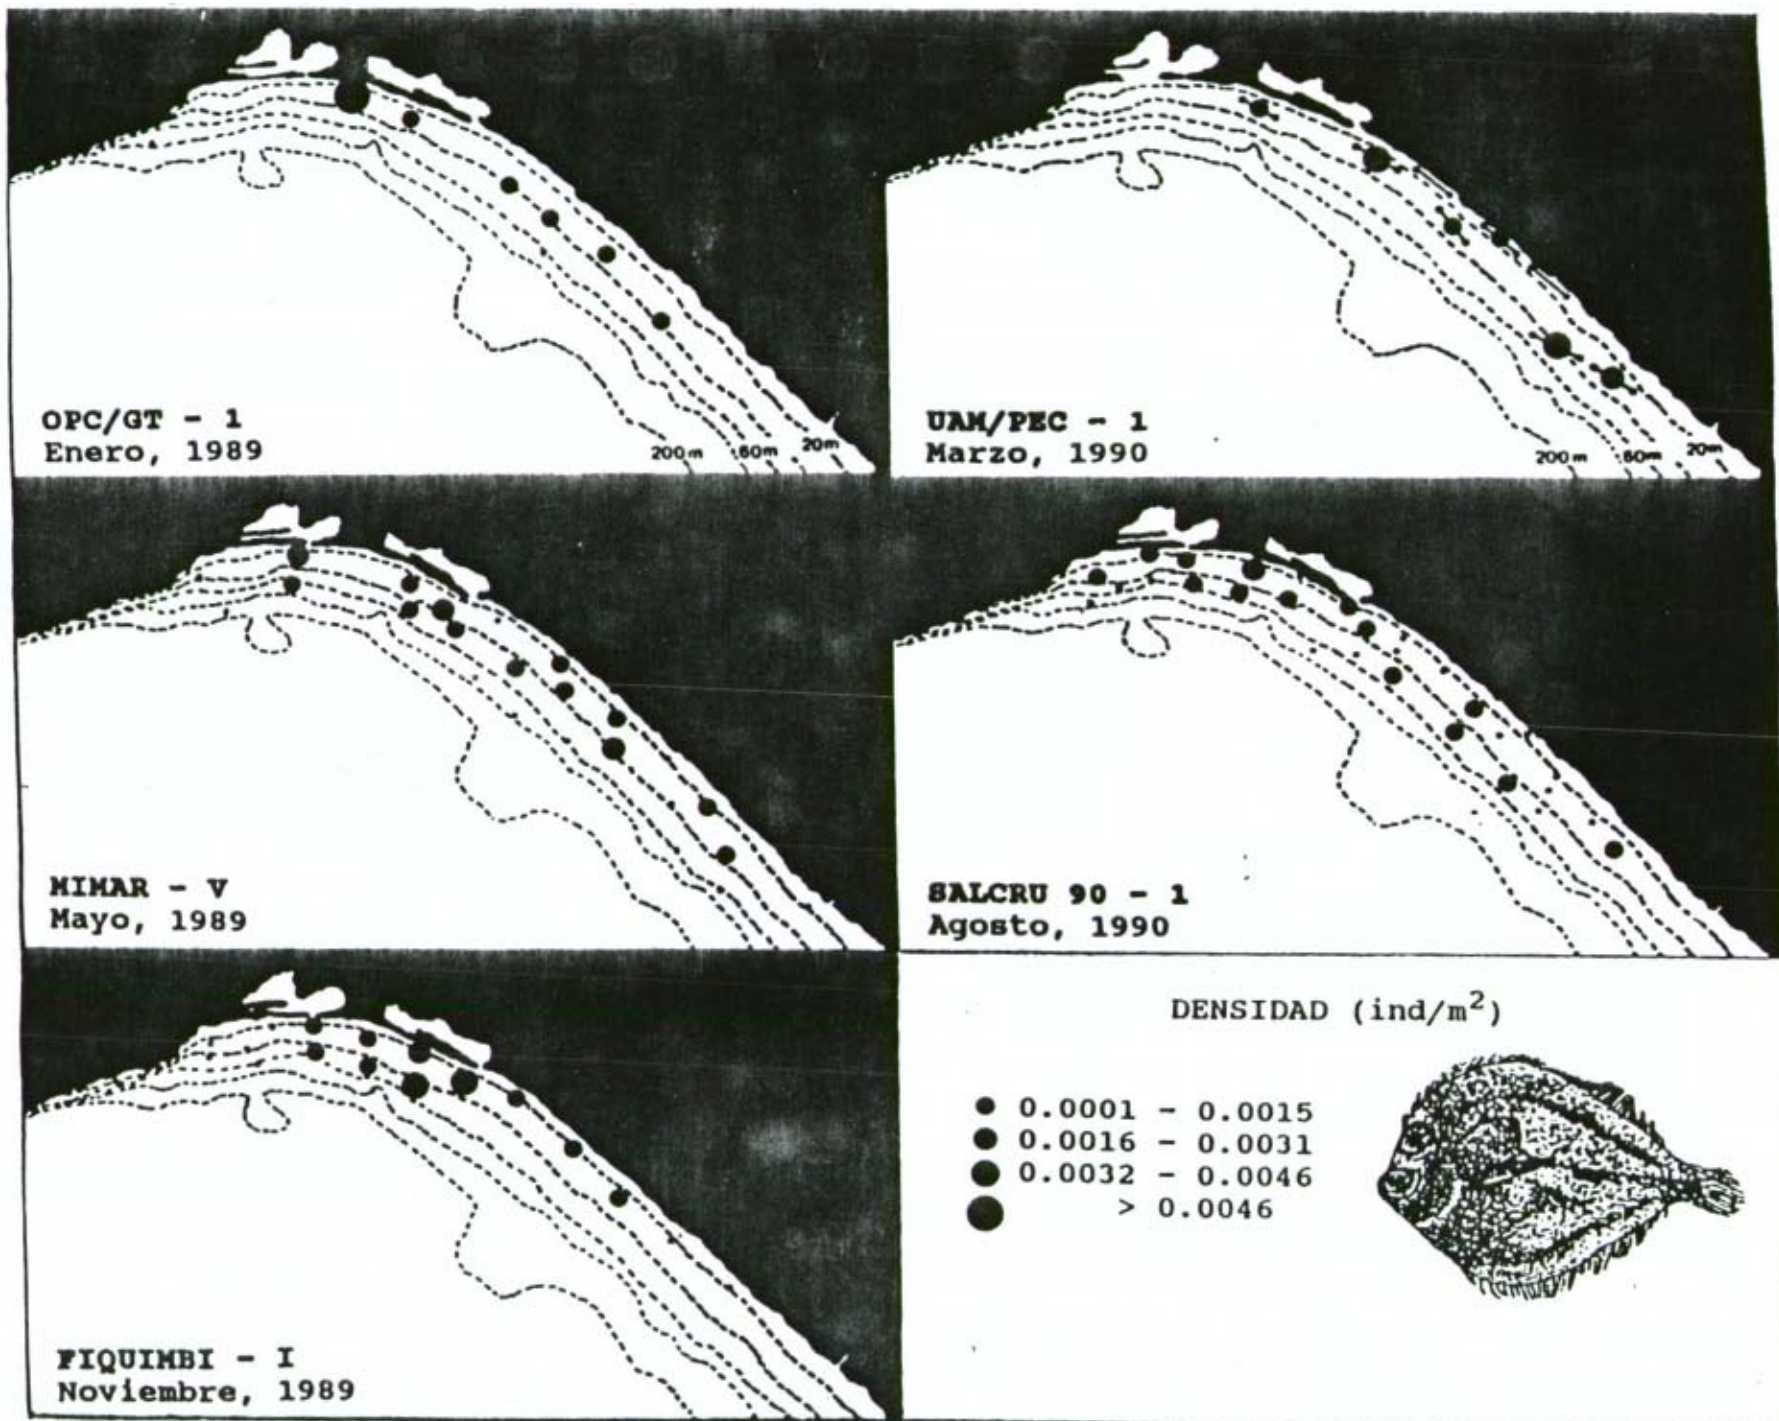 OPC/GT - 1
Enero, 1989
200m 60m 20m
UAM/PEC - 1
Marzo, 1990
200m 60m 20m
MIMAR - V
Mayo, 1989
SALCRU 90 - 1
Agosto, 1990
FIQUIMBI - I
Noviembre, 1989
DENSIDAD (ind/m²)
0.0001 - 0.0015
0.0016 - 0.0031
0.0032 - 0.0046
> 0.0046